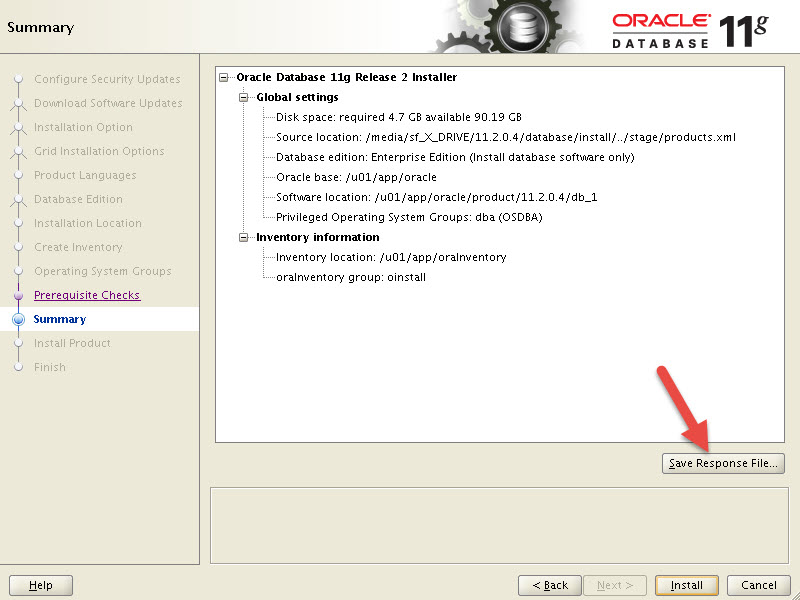 Summary
ORACLE
DATABASE 11g
Configure Security Updates
Download Software Updates
Installation Option
Grid Installation Options
Product Languages
Database Edition
Installation Location
Create Inventory
Operating System Groups
Prerequisite Checks
Summary
Install Product
Finish
Oracle Database 11g Release 2 Installer
Global settings
Disk space: required 4.7 GB available 90.19 GB
Source location: /media/sf_X_DRIVE/11.2.0.4/database/install/../stage/products.xml
Database edition: Enterprise Edition (Install database software only)
Oracle base: /u01/app/oracle
Software location: /u01/app/oracle/product/11.2.0.4/db_1
Privileged Operating System Groups: dba (OSDBA)
Inventory information
Inventory location: /u01/app/oraInventory
oraInventory group: oinstall
Save Response File...
Help
< Back
Next >
Install
Cancel